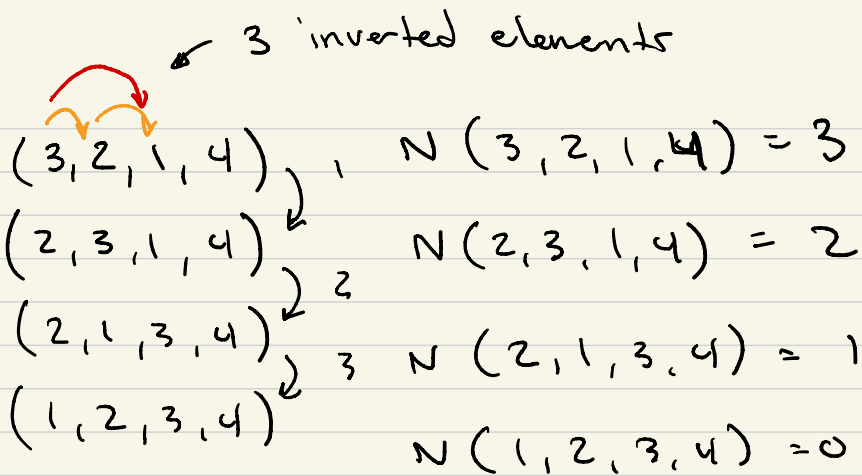 3 inverted elements
(3, 2, 1, 4) 1 N(3, 2, 1, 4) = 3
(2, 3, 1, 4) N(2, 3, 1, 4) = 2
2
(2, 1, 3, 4)
3 N(2, 1, 3, 4) = 1
(1, 2, 3, 4)
N(1, 2, 3, 4) = 0